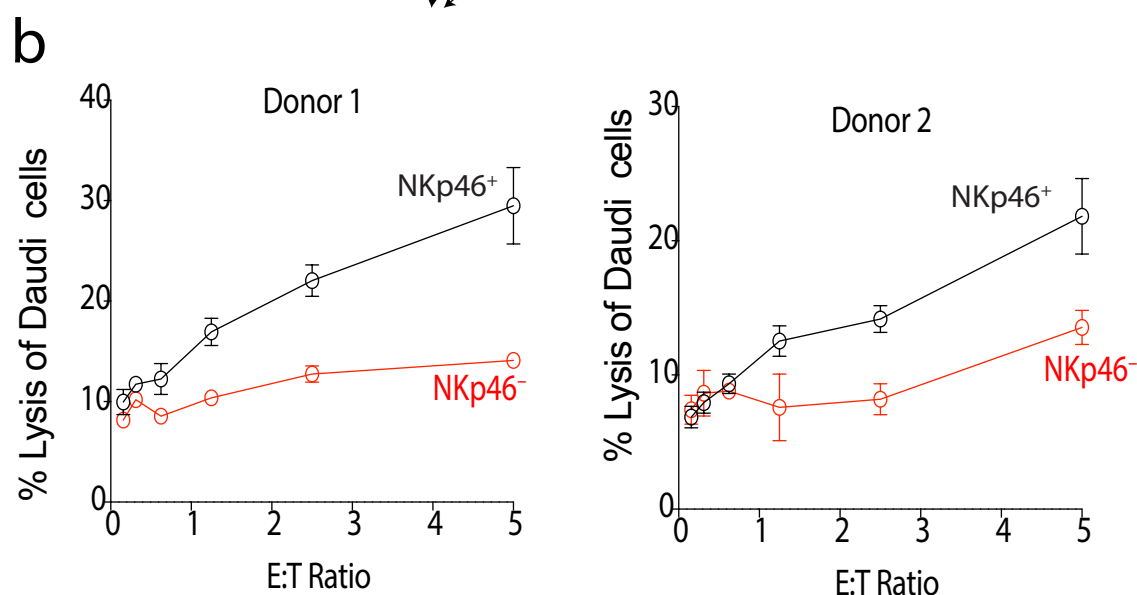 b
Donor 1
% Lysis of Daudi cells
40
30
20
10
0
NKp46+
NKp46−
0 1 2 3 4 5
E:T Ratio
Donor 2
% Lysis of Daudi cells
30
20
10
0
NKp46+
NKp46−
0 1 2 3 4 5
E:T Ratio